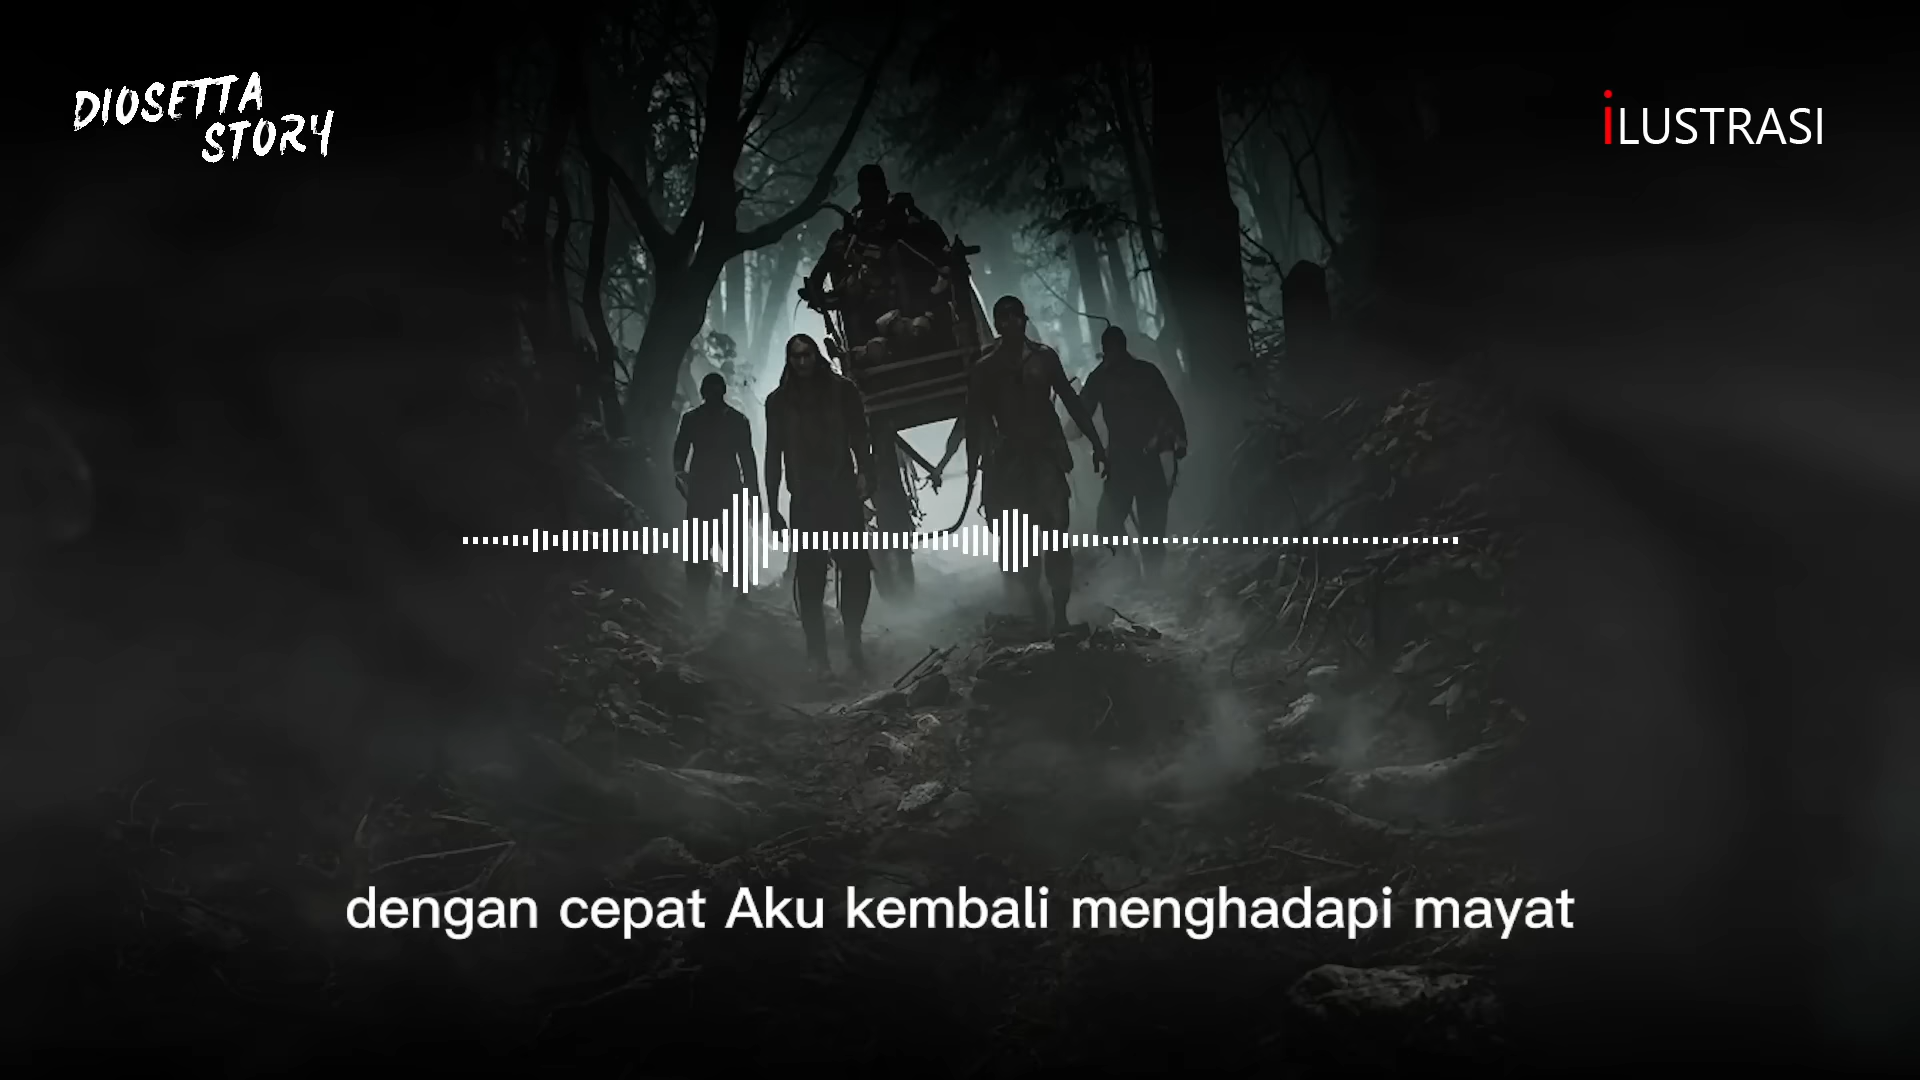 DIOSETTA
STORY
iLUSTRASI
dengan cepat Aku kembali menghadapi mayat